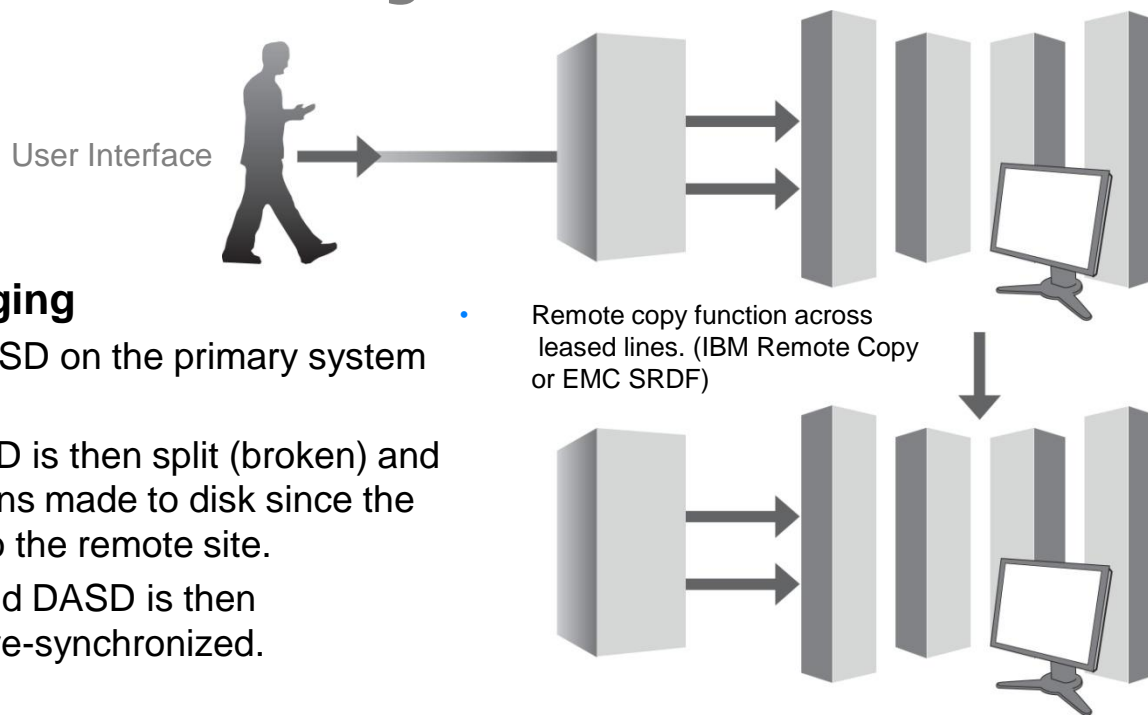 User Interface
ging
SD on the primary system
D is then split (broken) and
ns made to disk since the
o the remote site.
d DASD is then
re-synchronized.
Remote copy function across
leased lines. (IBM Remote Copy
or EMC SRDF)